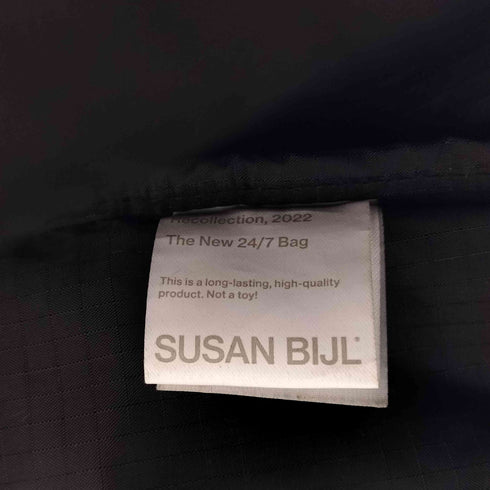 Recollection, 2022
The New 24/7 Bag
This is a long-lasting, high-quality
product. Not a toy!
SUSAN BIJL®